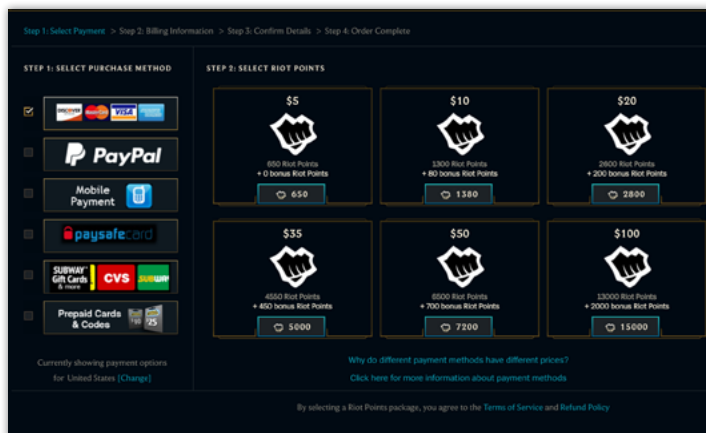 Step 1: Select Payment > Step 2: Billing Information > Step 3: Confirm Details > Step 4: Order Complete
STEP 1: SELECT PURCHASE METHOD
DISCOVER MasterCard VISA
PayPal
Mobile
Payment
paysafecard
SUBWAY
Gift Cards
& more
CVS
SUBWAY
Prepaid Cards
& Codes
$25
Currently showing payment options
for United States [Change]
STEP 2: SELECT RIOT POINTS
$5
650 Riot Points
+ 0 bonus Riot Points
650
$10
1300 Riot Points
+ 80 bonus Riot Points
1380
$20
2600 Riot Points
+ 200 bonus Riot Points
2800
$35
4550 Riot Points
+ 450 bonus Riot Points
5000
$50
6500 Riot Points
+ 700 bonus Riot Points
7200
$100
13000 Riot Points
+ 2000 bonus Riot Points
15000
Why do different payment methods have different prices?
Click here for more information about payment methods
By selecting a Riot Points package, you agree to the Terms of Service and Refund Policy